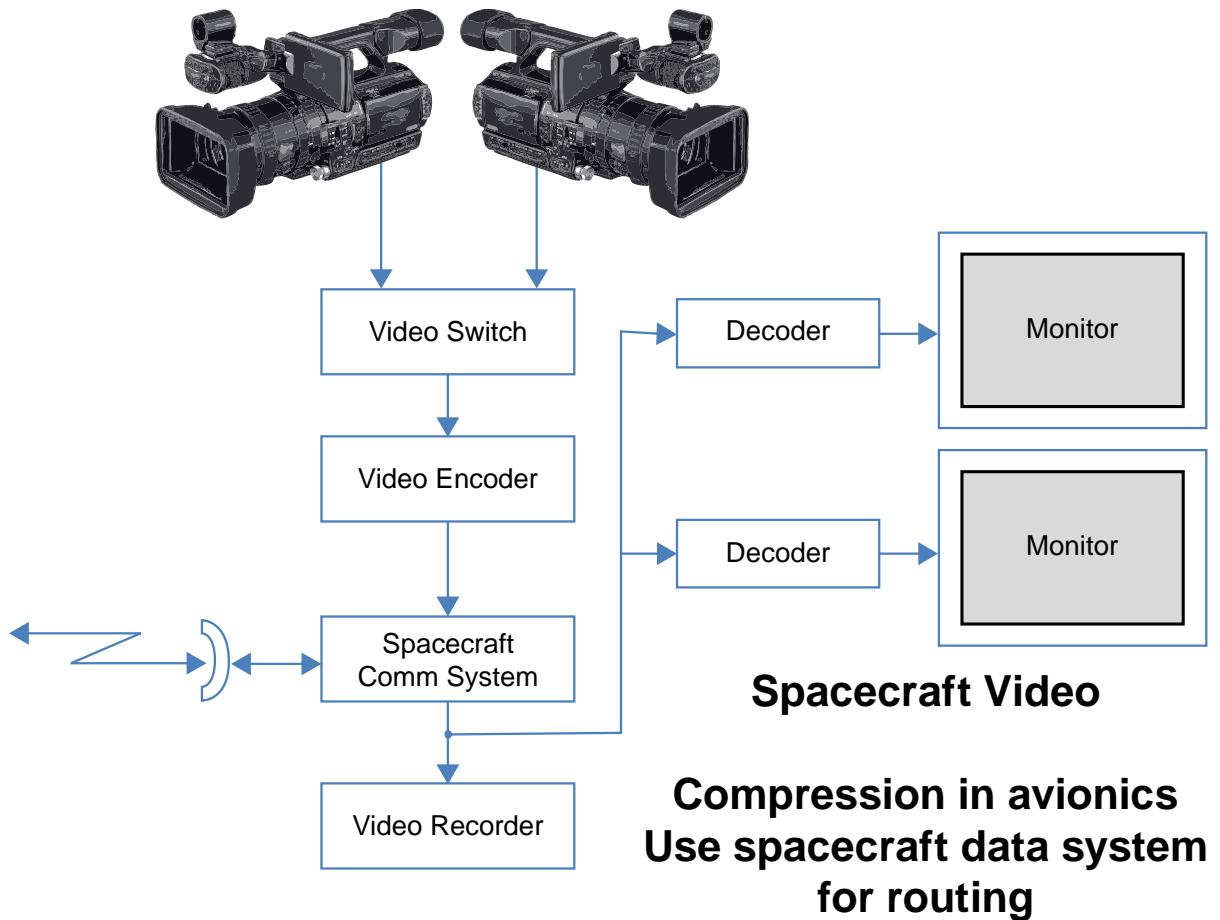 Video Switch
Decoder
Monitor
Video Encoder
Decoder
Monitor
Spacecraft
Comm System
Spacecraft Video
Video Recorder
Compression in avionics
Use spacecraft data system
for routing